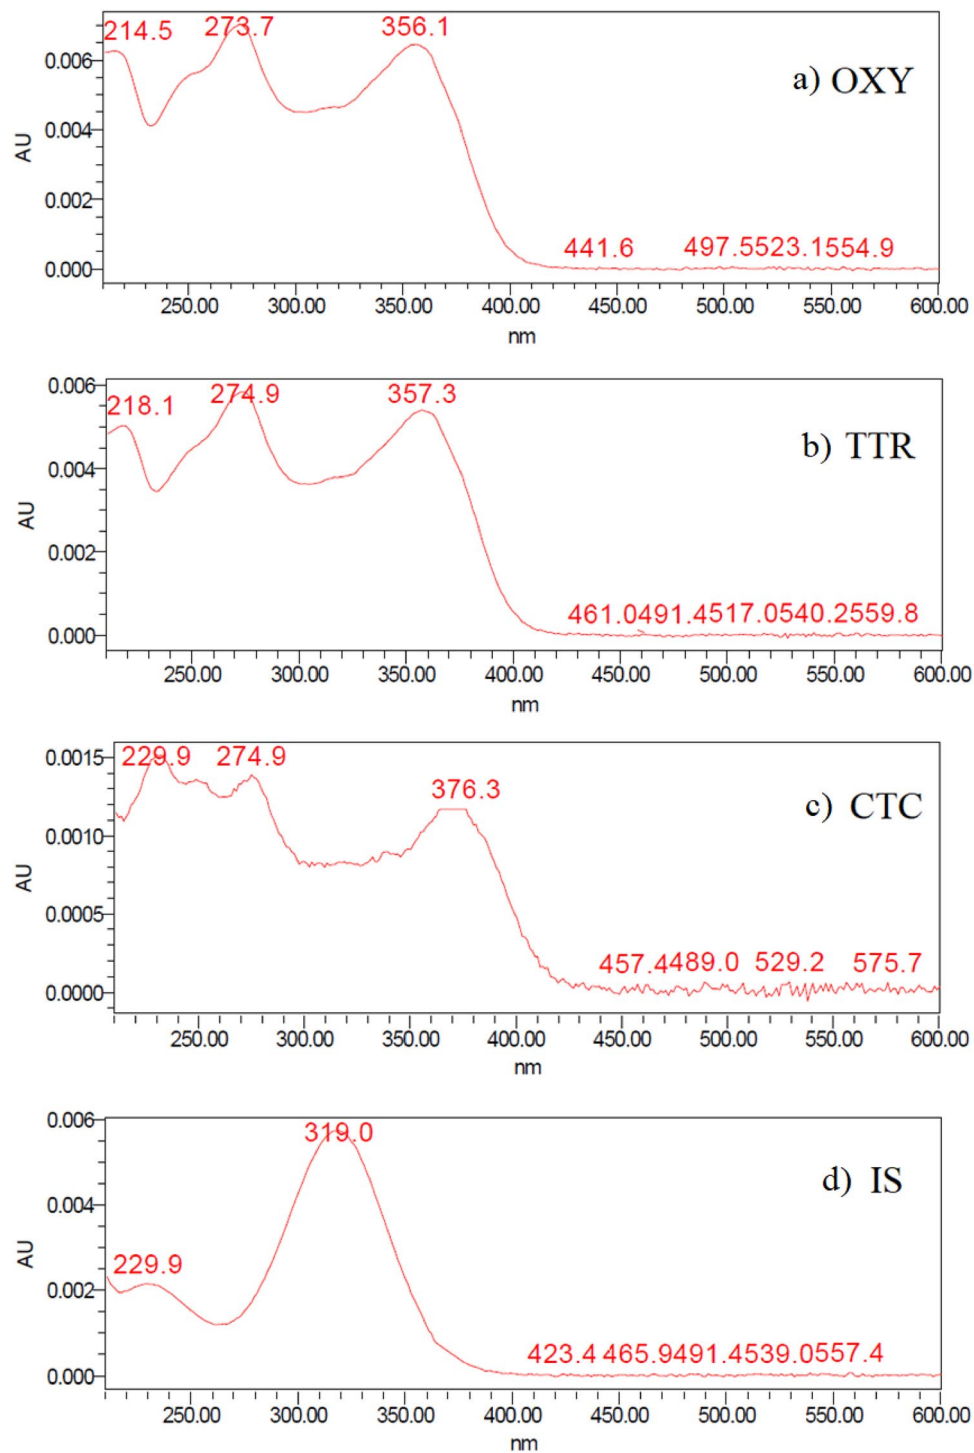 214.5 273.7 356.1
a) OXY
0.006
0.004
AU
0.002
441.6 497.5523.1554.9
0.000
250.00 300.00 350.00 400.00 450.00 500.00 550.00 600.00
nm
0.006
218.1 274.9 357.3
b) TTR
0.004
AU
0.002
461.0491.4517.0540.2559.8
0.000
250.00 300.00 350.00 400.00 450.00 500.00 550.00 600.00
nm
0.0015
229.9 274.9
376.3
c) CTC
0.0010
AU
0.0005
457.4489.0 529.2 575.7
0.0000
250.00 300.00 350.00 400.00 450.00 500.00 550.00 600.00
nm
0.006
319.0
d) IS
0.004
AU
229.9
0.002
423.4 465.9491.4539.0557.4
0.000
250.00 300.00 350.00 400.00 450.00 500.00 550.00 600.00
nm